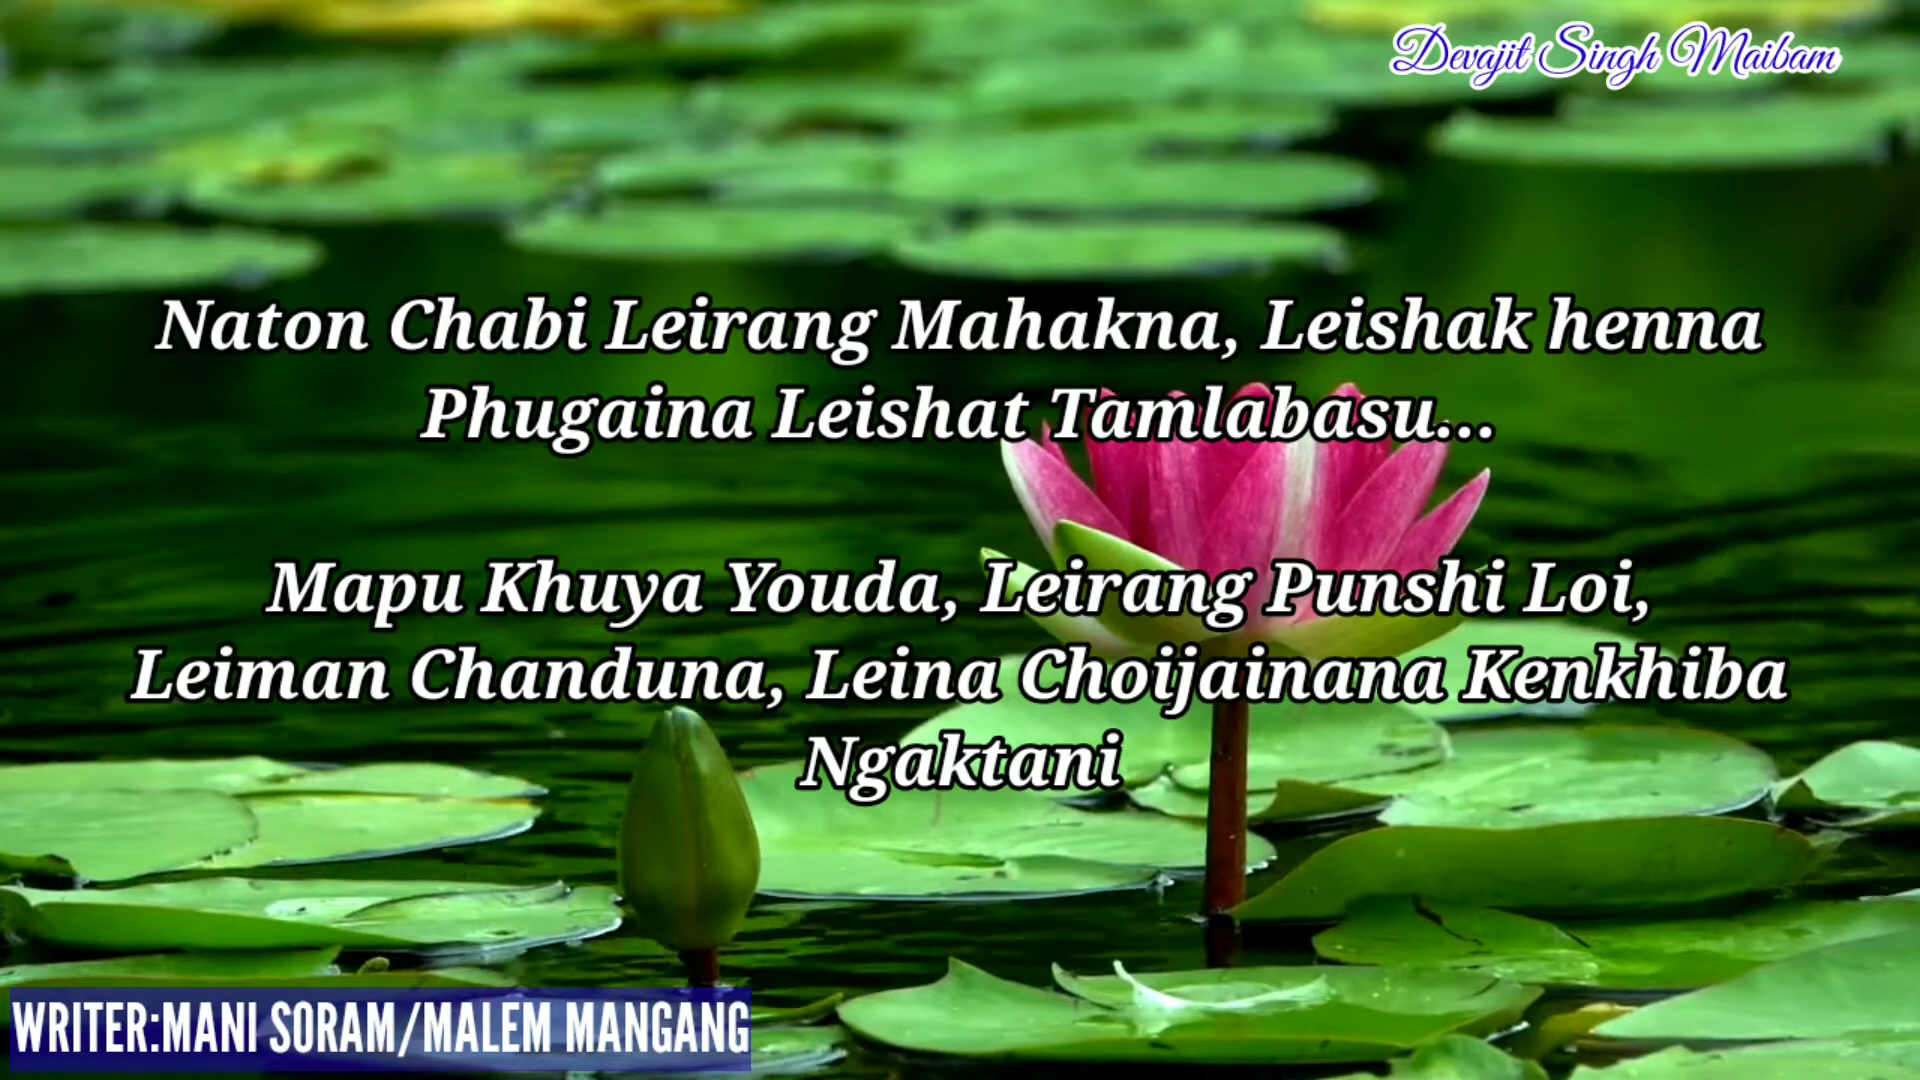 Devajit Singh Maibam
Naton Chabi Leirang Mahakna, Leishak henna
Phugaina Leishat Tamlabasu...
Mapu Khuya Youda, Leirang Punshi Loi,
Leiman Chanduna, Leina Choijainana Kenkhiba
Ngaktani
WRITER:MANI SORAM/MALEM MANGANG